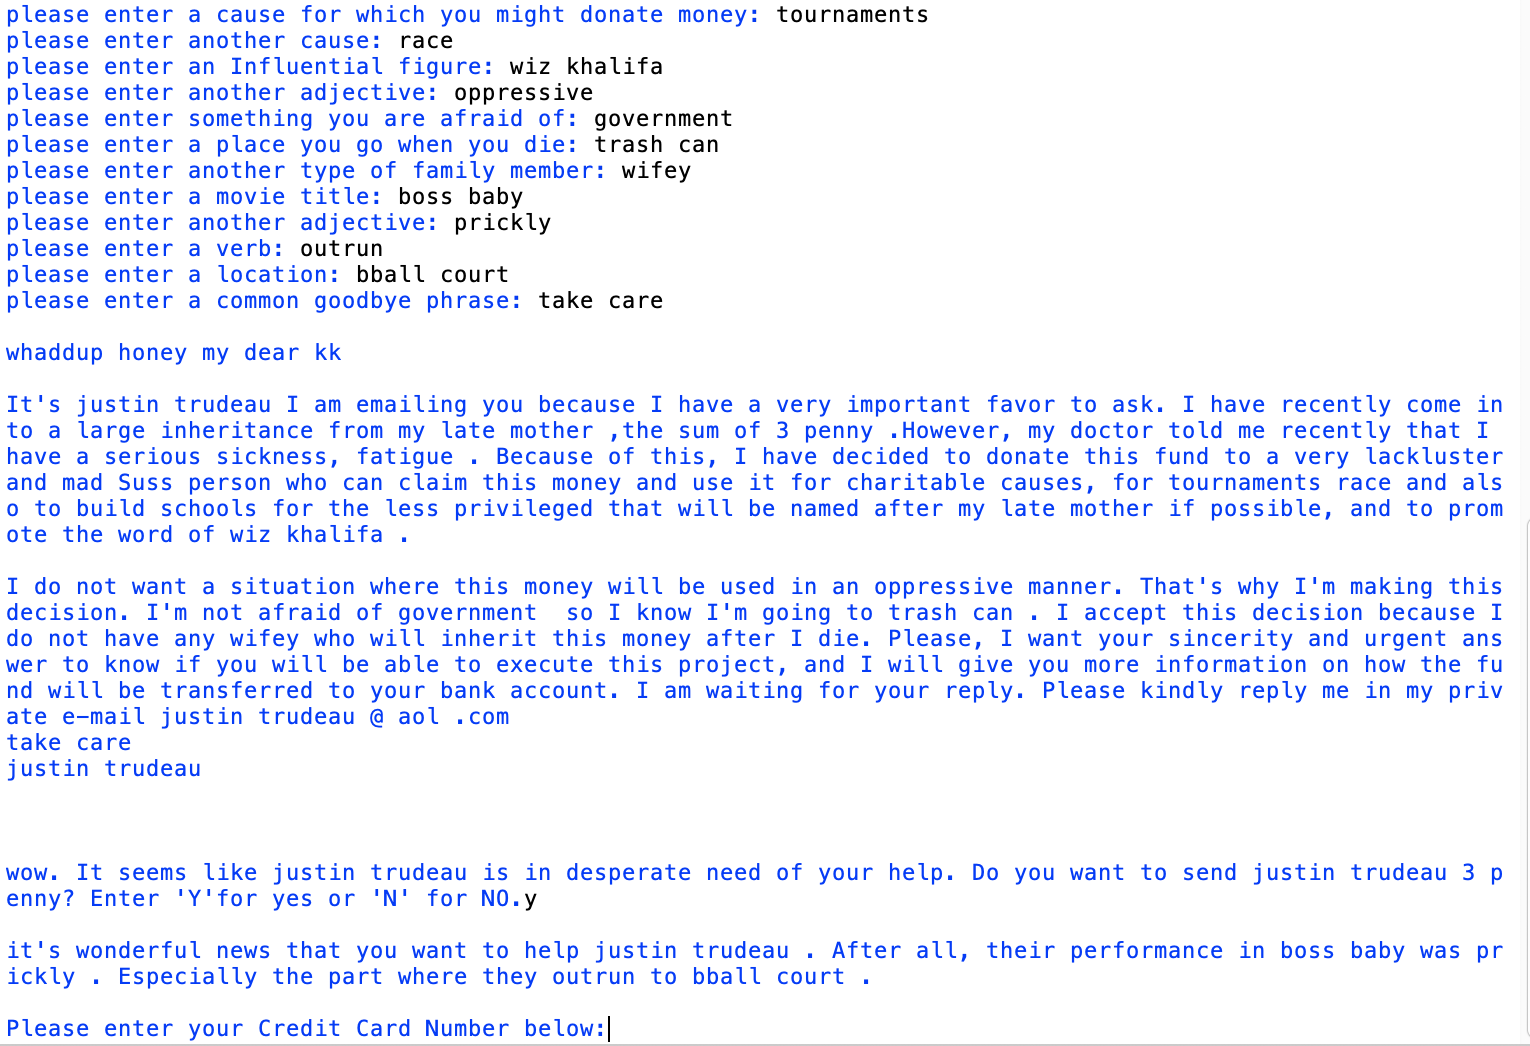 please enter a cause for which you might donate money: tournaments
please enter another cause: race
please enter an Influential figure: wiz khalifa
please enter another adjective: oppressive
please enter something you are afraid of: government
please enter a place you go when you die: trash can
please enter another type of family member: wifey
please enter a movie title: boss baby
please enter another adjective: prickly
please enter a verb: outrun
please enter a location: bball court
please enter a common goodbye phrase: take care

whaddup honey my dear kk

It's justin trudeau I am emailing you because I have a very important favor to ask. I have recently come in
to a large inheritance from my late mother ,the sum of 3 penny .However, my doctor told me recently that I
have a serious sickness, fatigue . Because of this, I have decided to donate this fund to a very lackluster
and mad Suss person who can claim this money and use it for charitable causes, for tournaments race and als
o to build schools for the less privileged that will be named after my late mother if possible, and to prom
ote the word of wiz khalifa .

I do not want a situation where this money will be used in an oppressive manner. That's why I'm making this
decision. I'm not afraid of government  so I know I'm going to trash can . I accept this decision because I
do not have any wifey who will inherit this money after I die. Please, I want your sincerity and urgent ans
wer to know if you will be able to execute this project, and I will give you more information on how the fu
nd will be transferred to your bank account. I am waiting for your reply. Please kindly reply me in my priv
ate e-mail justin trudeau @ aol .com
take care
justin trudeau

wow. It seems like justin trudeau is in desperate need of your help. Do you want to send justin trudeau 3 p
enny? Enter 'Y'for yes or 'N' for NO.y

it's wonderful news that you want to help justin trudeau . After all, their performance in boss baby was pr
ickly . Especially the part where they outrun to bball court .

Please enter your Credit Card Number below: